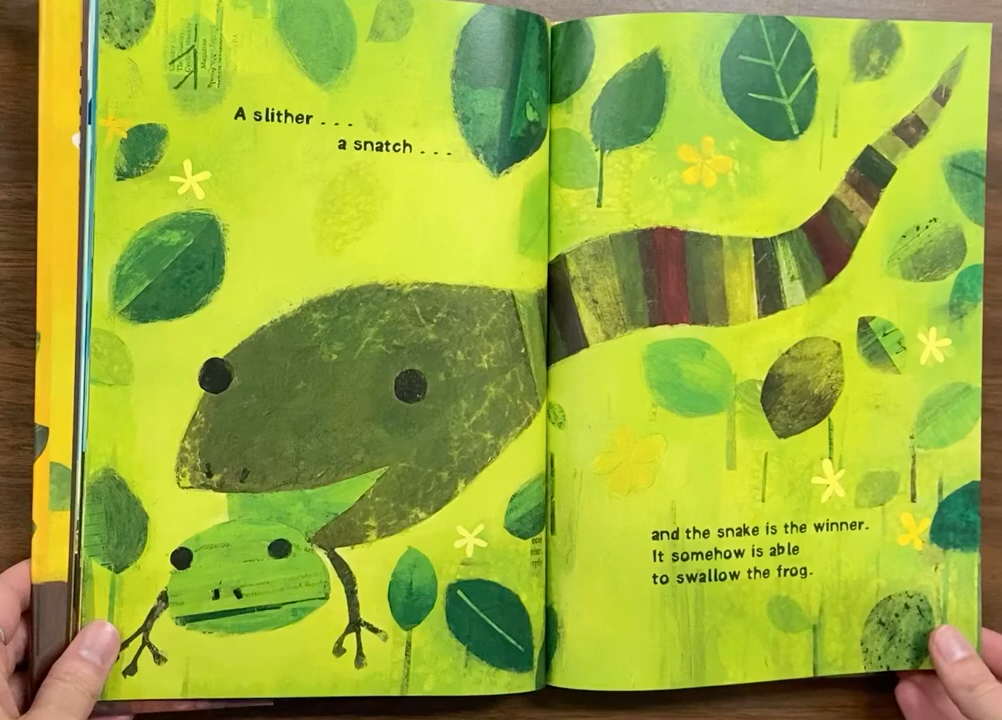 A slither . . .
a snatch . . .
and the snake is the winner.
It somehow is able
to swallow the frog.